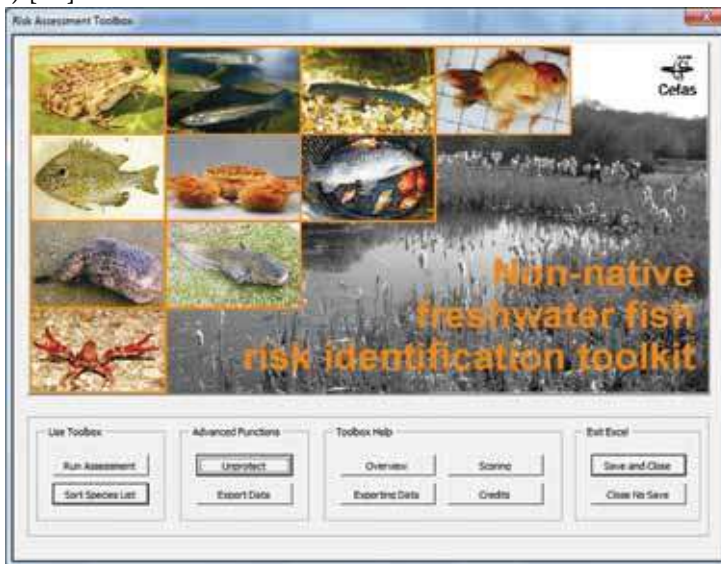 Risk Assessment Toolbox
Cefas
Non-native
freshwater fish
risk identification toolkit
Use Toolbox
Advanced Functions
Toolbox Help
Exit Excel
Run Assessment
Unprotect
Overview
Scoring
Save and Close
Sort Species List
Export Data
Exporting Data
Credits
Close No Save